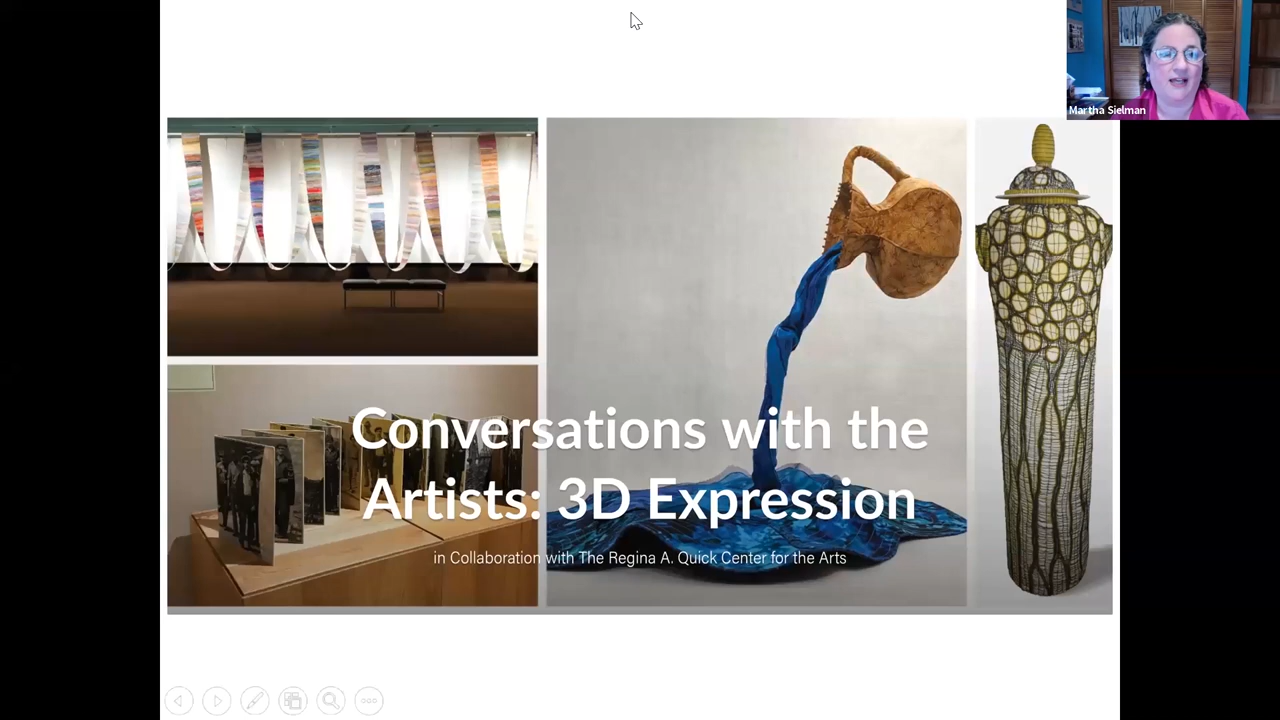 Martha Sielman
Conversations with the
Artists: 3D Expression
in Collaboration with The Regina A. Quick Center for the Arts